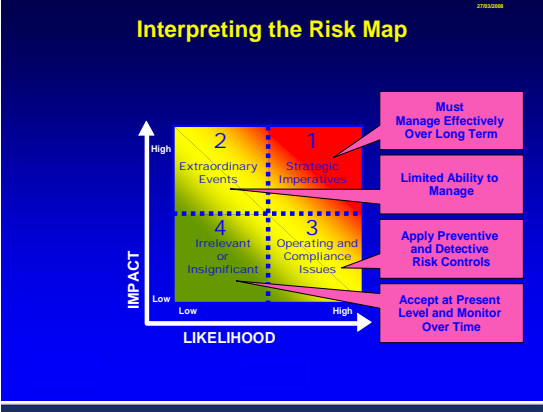 27/03/2008
Interpreting the Risk Map
Must
Manage Effectively
Over Long Term
High
2
Extraordinary
Events
1
Strategic
Imperatives
Limited Ability to
Manage
4
Irrelevant
or
Insignificant
3
Operating and
Compliance
Issues
Apply Preventive
and Detective
Risk Controls
Accept at Present
Level and Monitor
Over Time
IMPACT
Low
Low
High
LIKELIHOOD